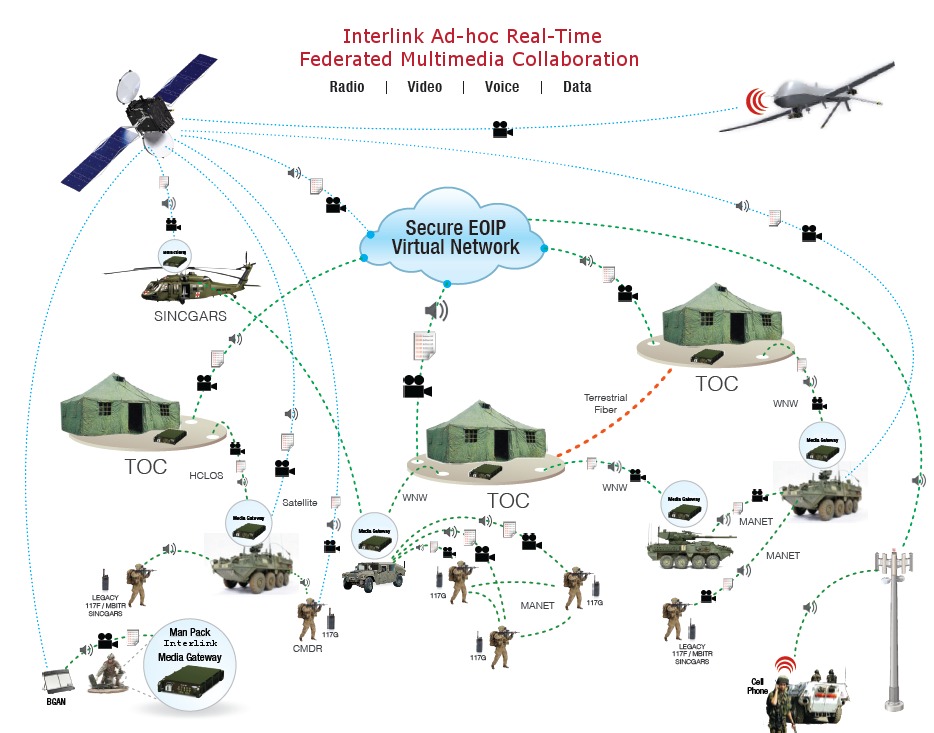 Interlink Ad-hoc Real-Time
Federated Multimedia Collaboration
Radio | Video | Voice | Data
Secure EOIP
Virtual Network
SINCGARS
TOC
Terrestrial
Fiber
WNW
TOC
Media Gateway
HCLOS
TOC
WNW
WNW
Media Gateway
Satellite
Media Gateway
Media Gateway
MANET
MANET
LEGACY
117F / MBITR
SINCGARS
117G
MANET
117G
117G
CMDR
117G
LEGACY
117F / MBITR
SINCGARS
Man Pack
Interlink
Media Gateway
BGAN
Cell
Phone